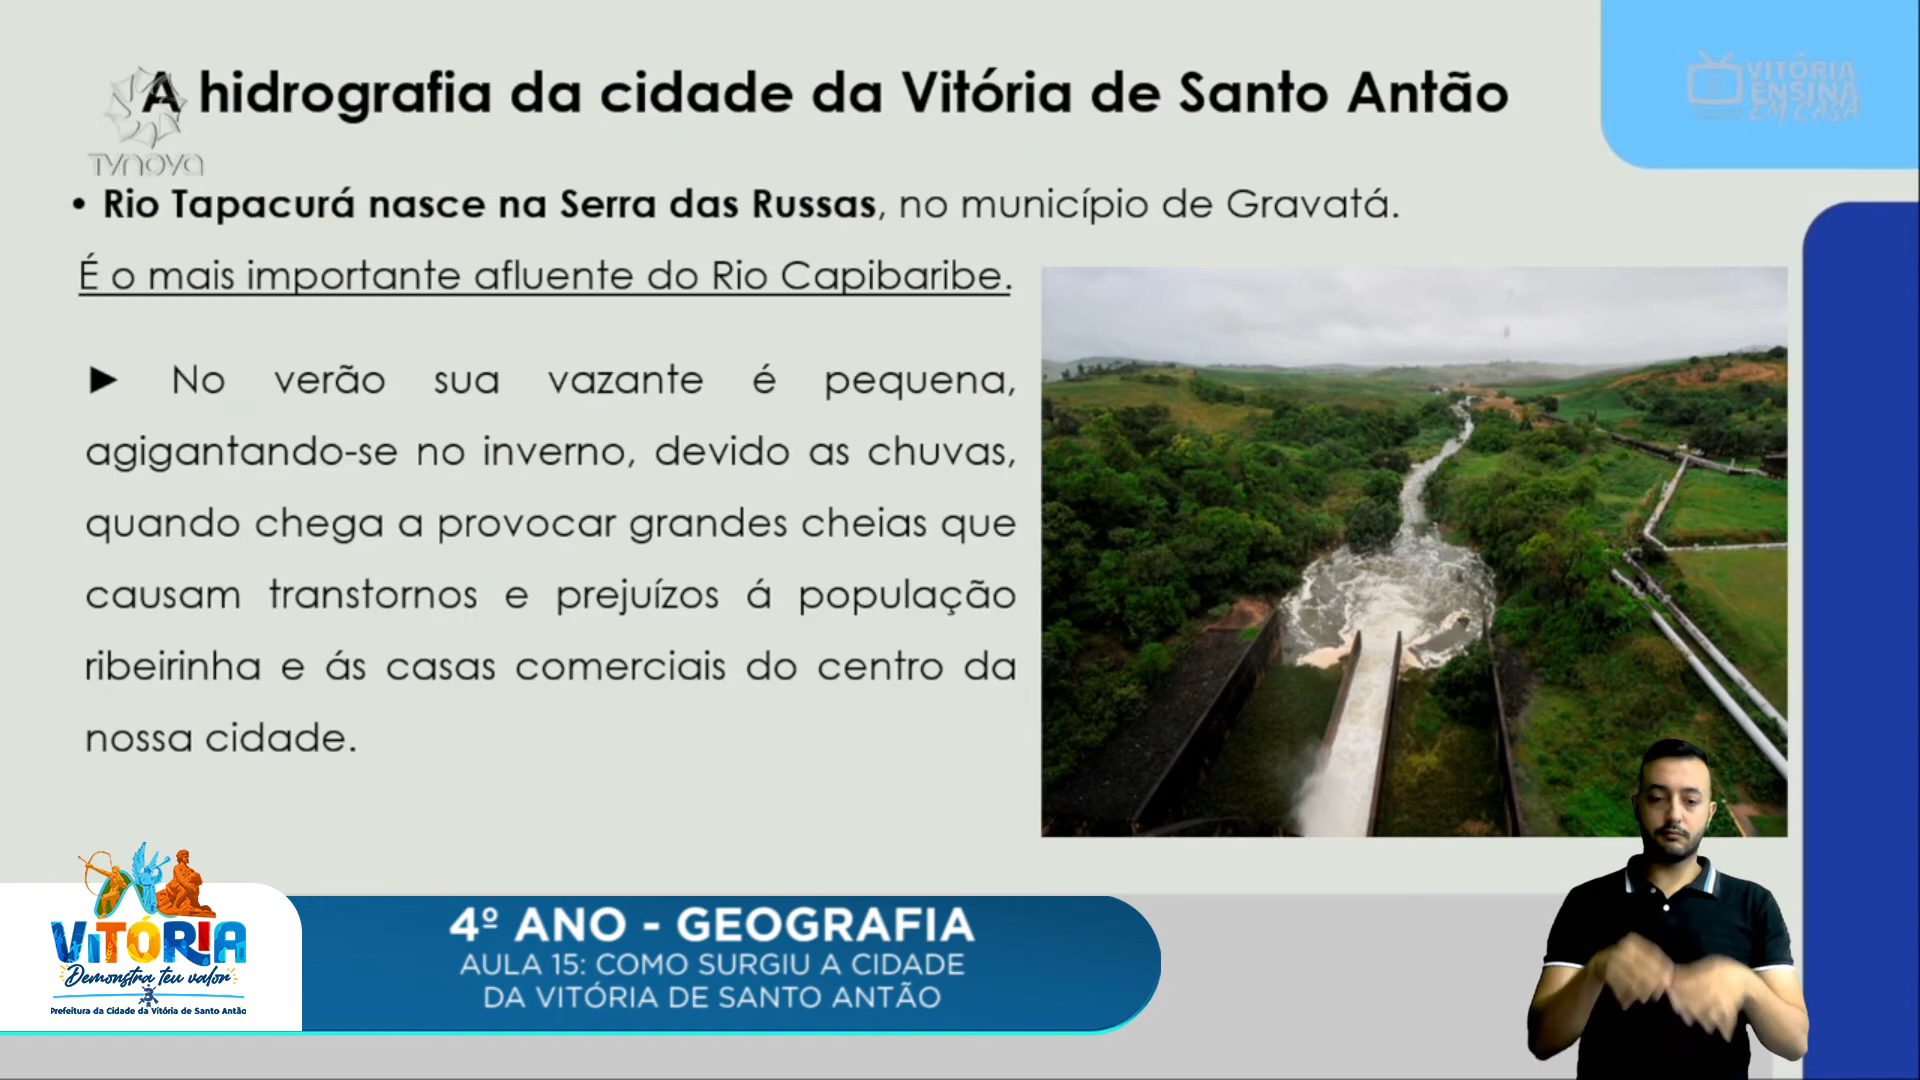 A hidrografia da cidade da Vitória de Santo Antão
TVNOVA
VITÓRIA
ENSINA
EM CASA
• Rio Tapacurá nasce na Serra das Russas, no município de Gravatá.
É o mais importante afluente do Rio Capibaribe.
► No verão sua vazante é pequena,
agigantando-se no inverno, devido as chuvas,
quando chega a provocar grandes cheias que
causam transtornos e prejuízos á população
ribeirinha e ás casas comerciais do centro da
nossa cidade.
VITÓRIA
Demonstra teu valor
Prefeitura da Cidade da Vitória de Santo Antão
4º ANO - GEOGRAFIA
AULA 15: COMO SURGIU A CIDADE
DA VITÓRIA DE SANTO ANTÃO